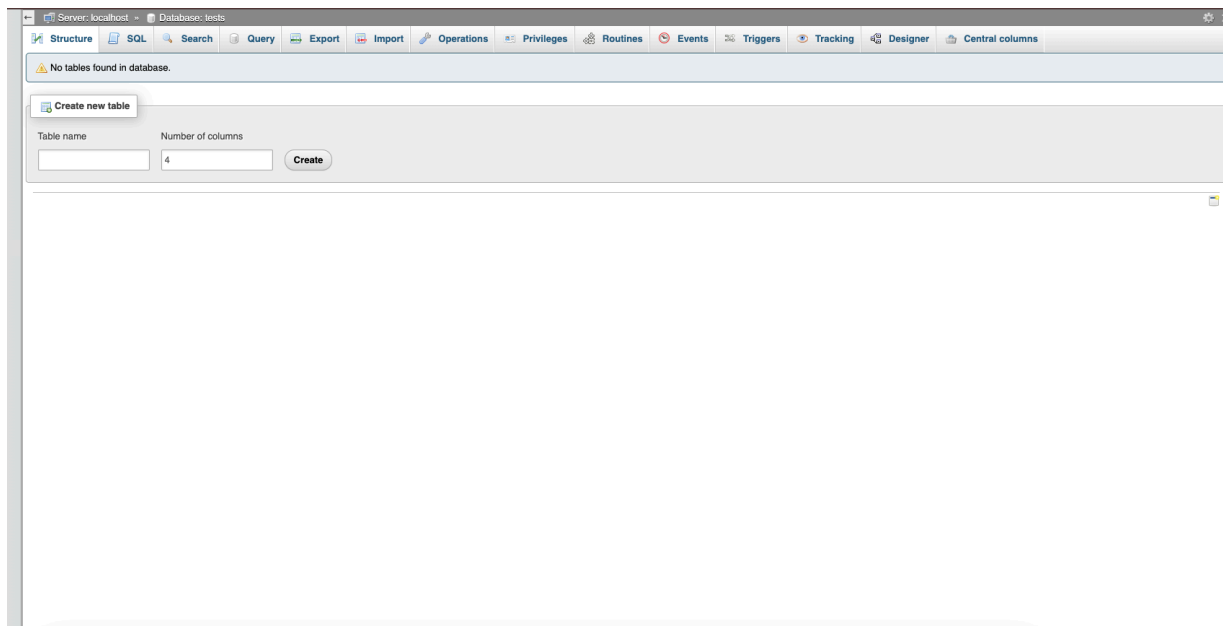 Server: localhost » Database: tests
Structure SQL Search Query Export Import Operations Privileges Routines Events Triggers Tracking Designer Central columns
No tables found in database.
Create new table
Table name Number of columns
4 Create